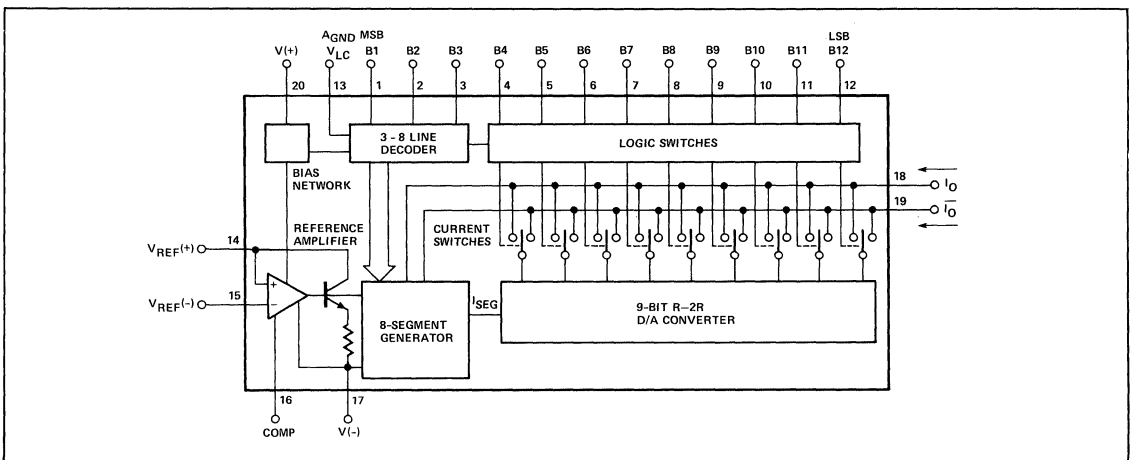 V(+)
AGND
VLC
MSB
B1
B2
B3
B4
B5
B6
B7
B8
B9
B10
B11
LSB
B12
20
13
1
2
3
4
5
6
7
8
9
10
11
12
3 - 8 LINE
DECODER
LOGIC SWITCHES
BIAS
NETWORK
18
IO
19
IO
REFERENCE
AMPLIFIER
CURRENT
SWITCHES
VREF(+)
14
VREF(-)
15
+
−
8-SEGMENT
GENERATOR
ISEG
9-BIT R-2R
D/A CONVERTER
16
17
COMP
V(-)